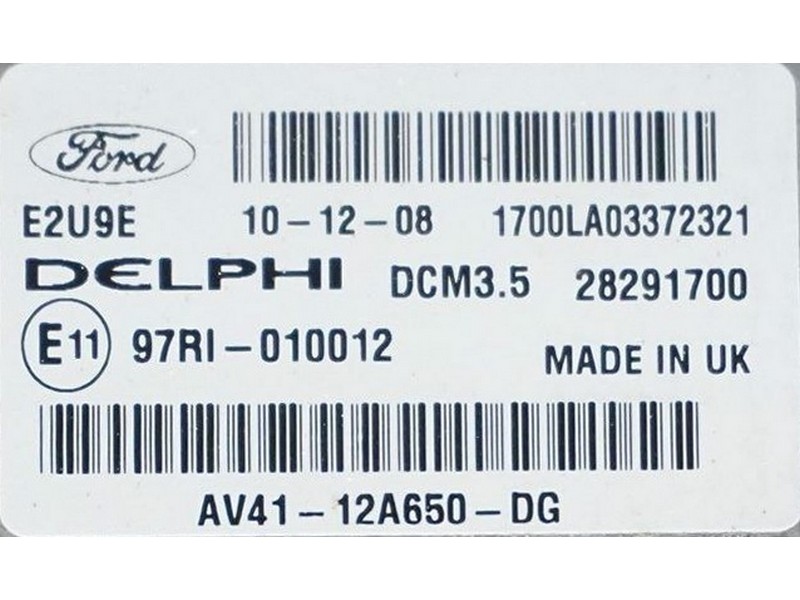 Ford
E2U9E 10-12-08 1700LA03372321
DELPHI DCM3.5 28291700
E11 97RI-010012
MADE IN UK
AV41-12A650-DG